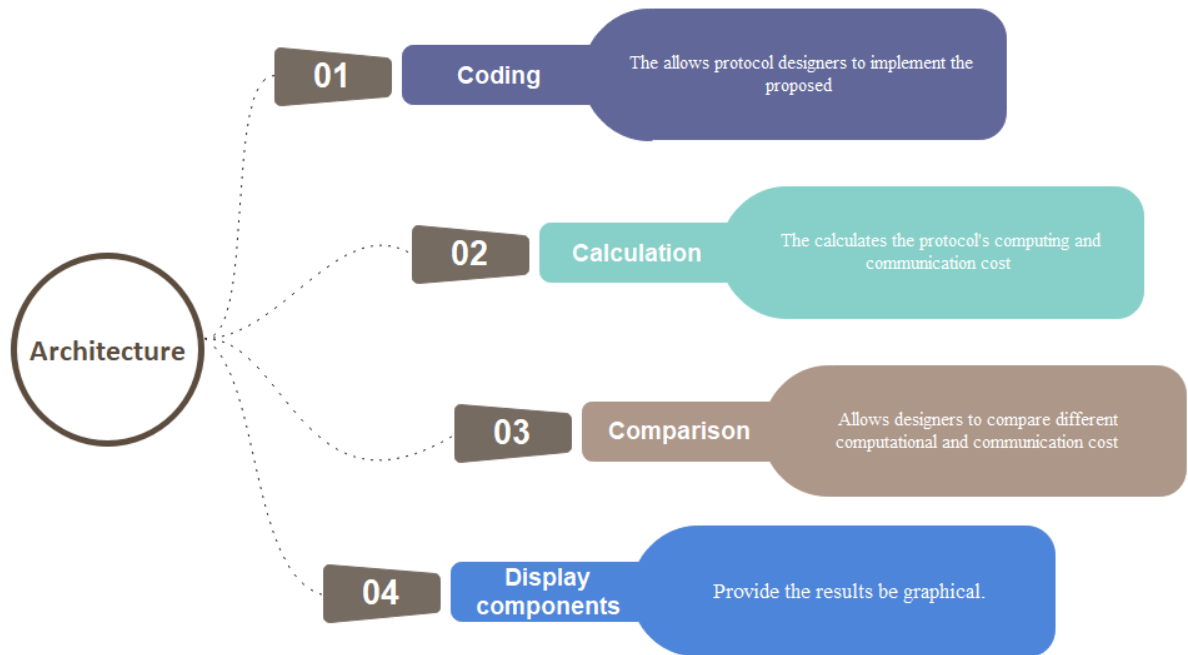 Architecture
01
Coding
The allows protocol designers to implement the
proposed
02
Calculation
The calculates the protocol's computing and
communication cost
03
Comparison
Allows designers to compare different
computational and communication cost
04
Display
components
Provide the results be graphical.